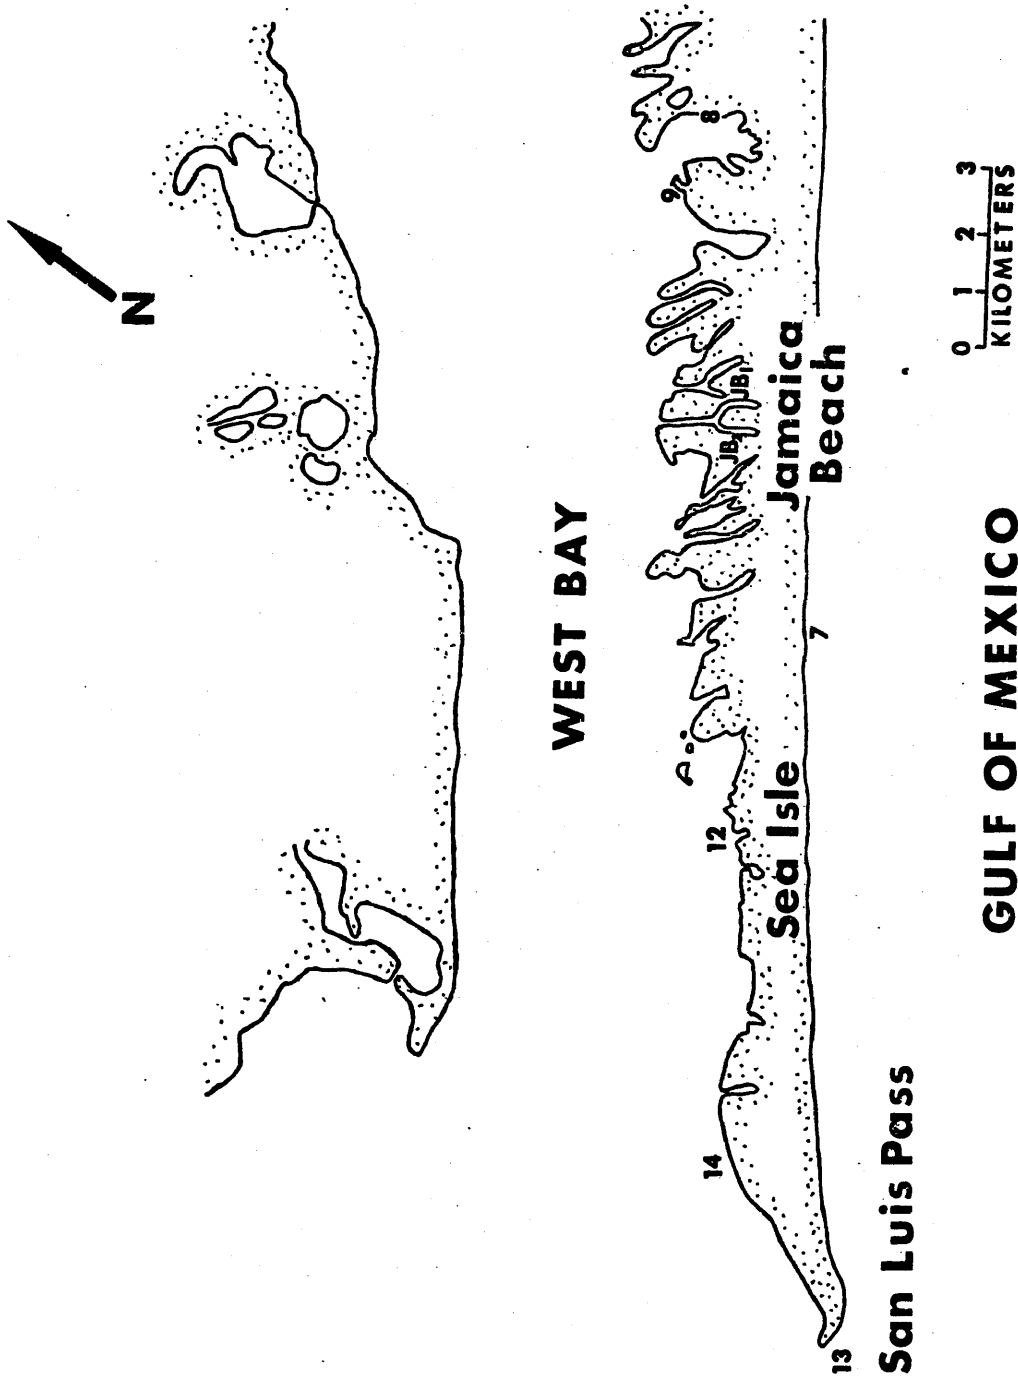 N
WEST BAY
8
9
JB1
JB2
Jamaica
Beach
7
12
Sea Isle
14
13
San Luis Pass
GULF OF MEXICO
0 1 2 3
KILOMETERS